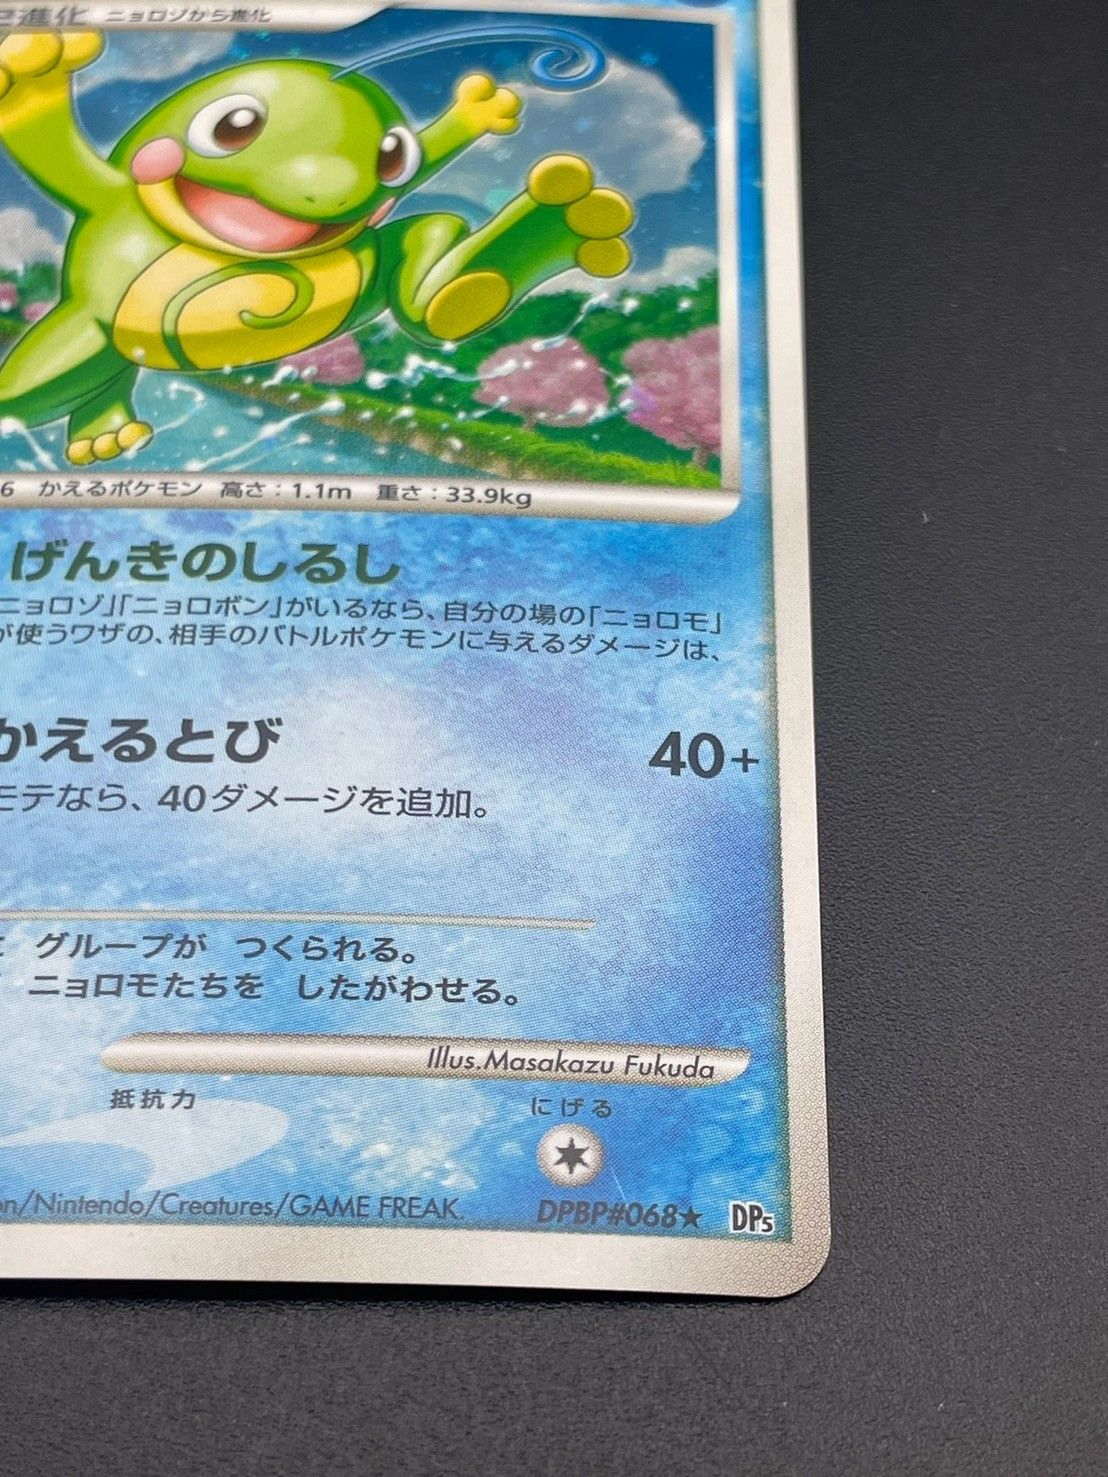 進化 ニョロゾから進化
6 かえるポケモン 高さ：1.1m 重さ：33.9kg
げんきのしるし
ニョロゾ」「ニョロボン」がいるなら、自分の場の「ニョロモ」
が使うワザの、相手のバトルポケモンに与えるダメージは、
かえるとび 40+
モテなら、40ダメージを追加。
グループが つくられる。
ニョロモたちを したがわせる。
Illus.Masakazu Fukuda
抵抗力 にげる
on/Nintendo/Creatures/GAME FREAK. DPBP#068★ DP5